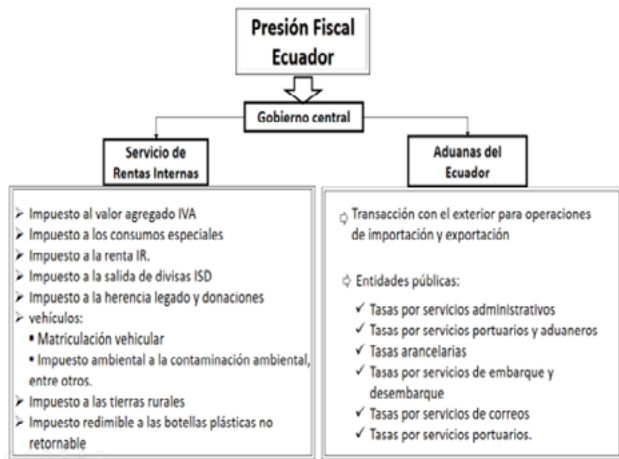 Presión Fiscal
Ecuador
Gobierno central
Servicio de
Rentas Internas
Impuesto al valor agregado IVA
Impuesto a los consumos especiales
Impuesto a la renta IR.
Impuesto a la salida de divisas ISD
Impuesto a la herencia legado y donaciones
vehículos:
Matriculación vehicular
Impuesto ambiental a la contaminación ambiental,
entre otros.
Impuesto a las tierras rurales
Impuesto redimible a las botellas plásticas no
retornable
Aduanas del
Ecuador
Transacción con el exterior para operaciones
de importación y exportación
Entidades públicas:
Tasas por servicios administrativos
Tasas por servicios portuarios y aduaneros
Tasas arancelarias
Tasas por servicios de embarque y
desembarque
Tasas por servicios de correos
Tasas por servicios portuarios.